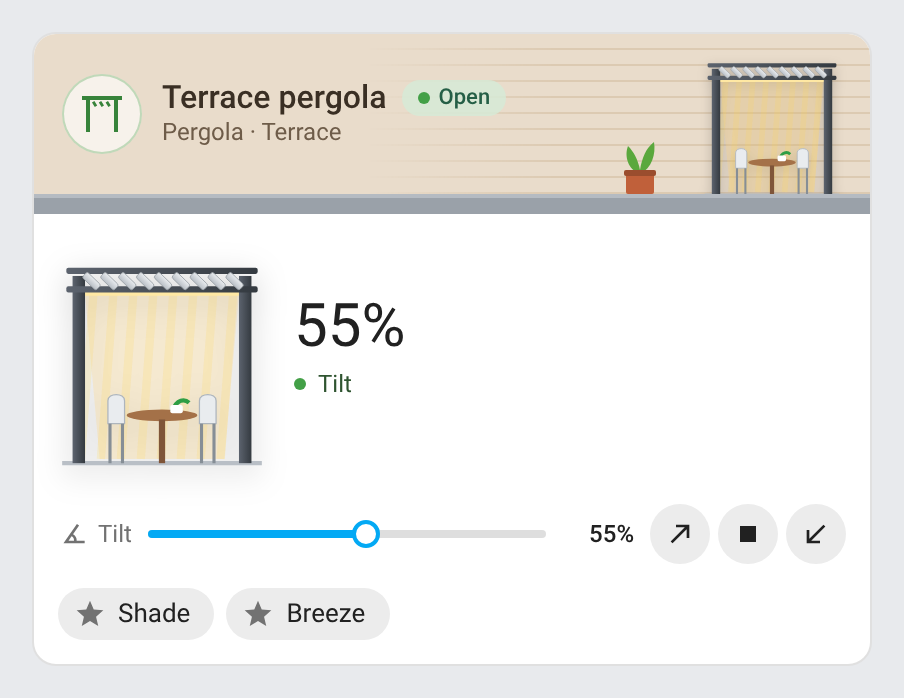 Terrace pergola
Open
Pergola · Terrace
55%
Tilt
Tilt
55%
Shade
Breeze